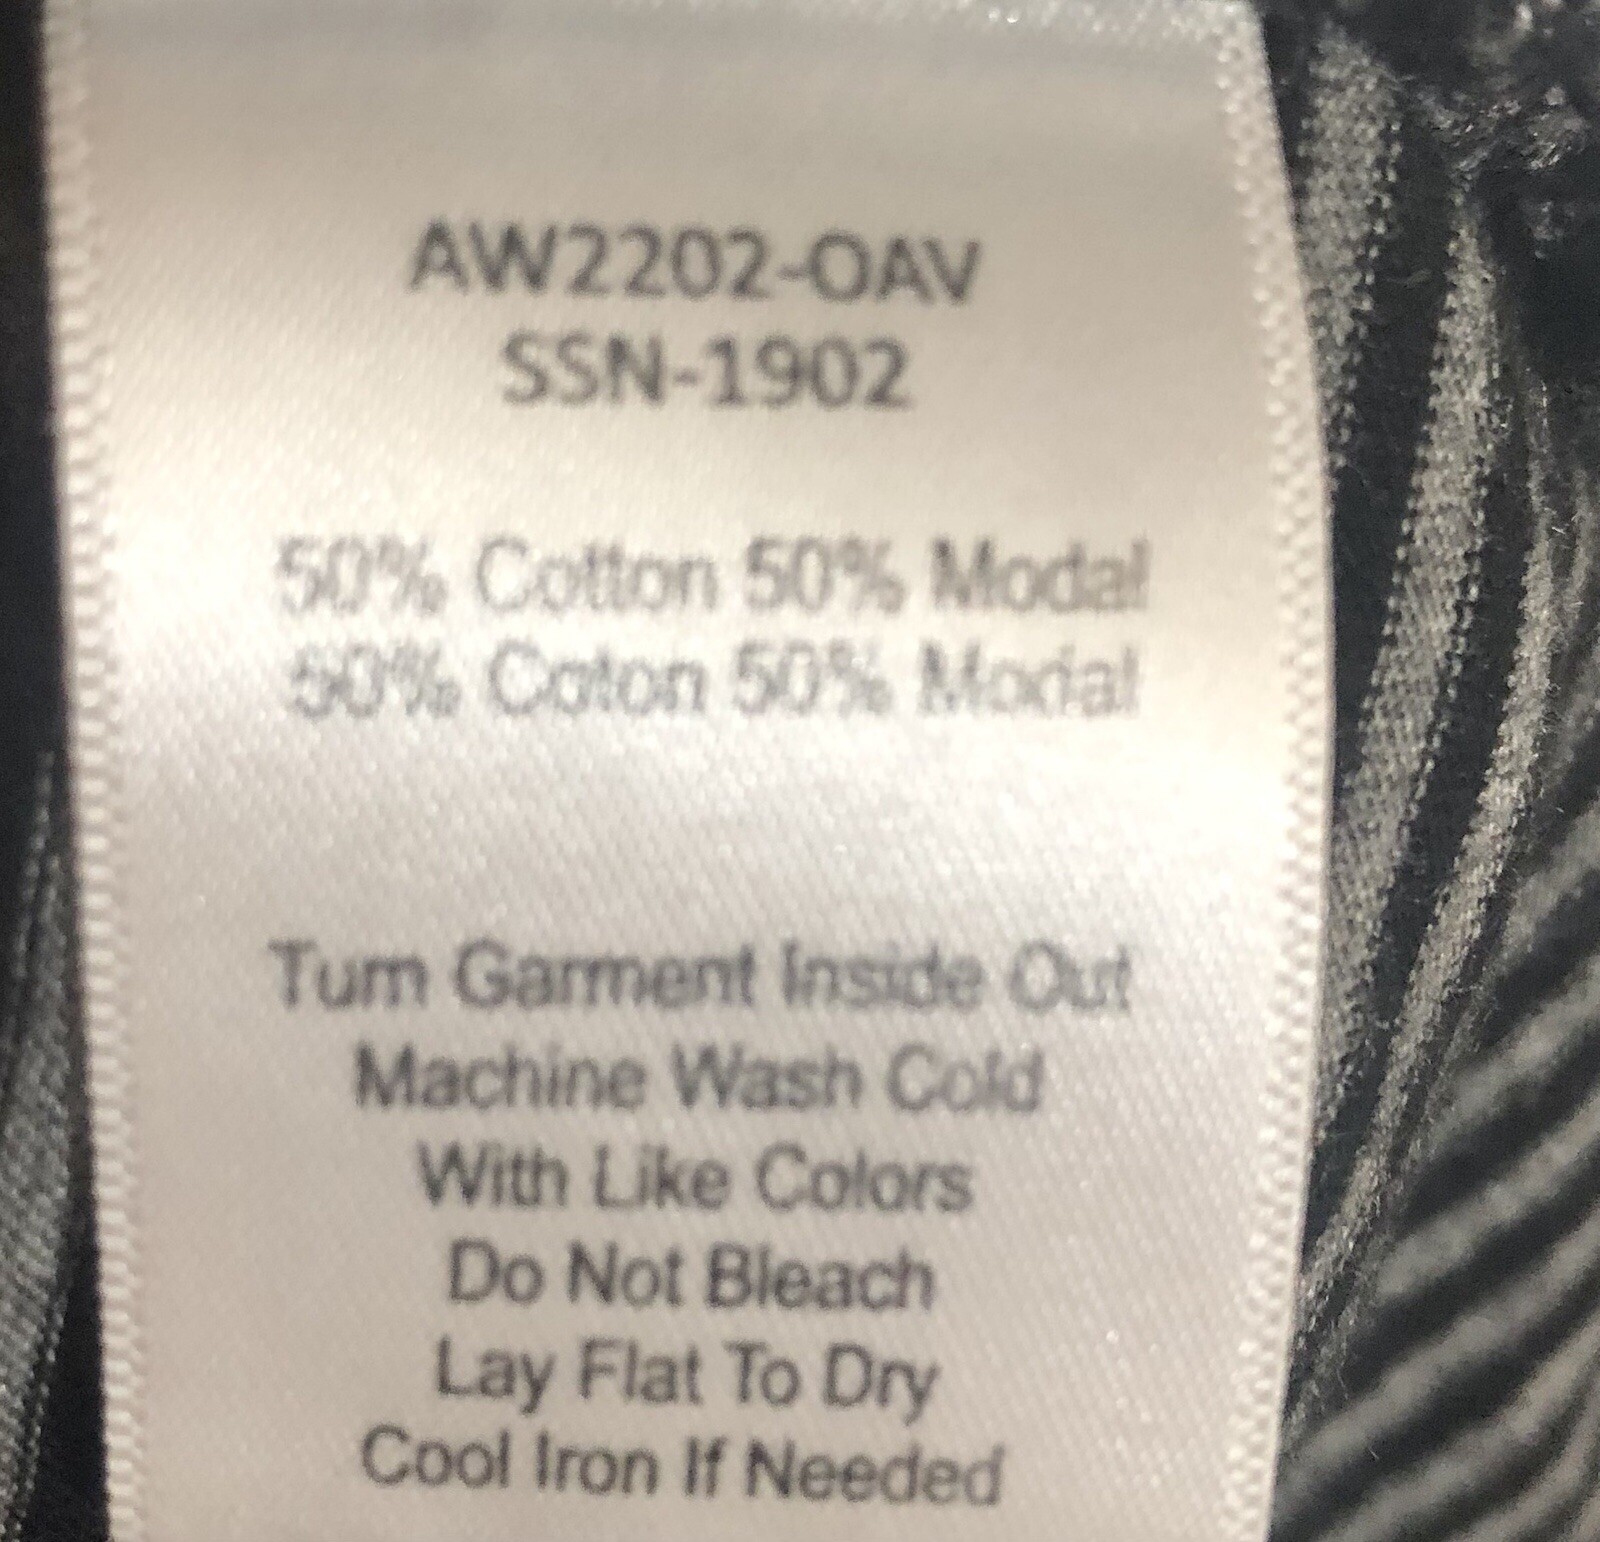 AW2202-OAV
SSN-1902
50% Cotton 50% Modal
50% Coton 50% Modal
Turn Garment Inside Out
Machine Wash Cold
With Like Colors
Do Not Bleach
Lay Flat To Dry
Cool Iron If Needed